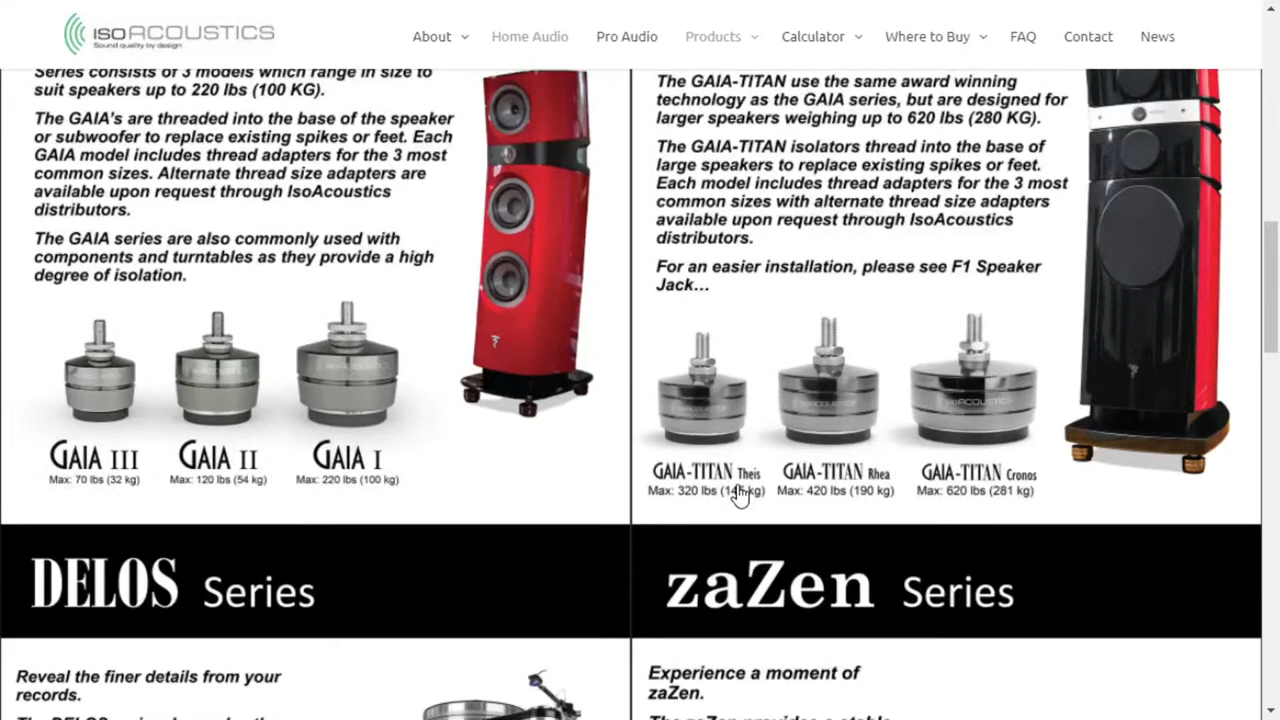 ISOACOUSTICS
Sound quality by design
About
Home Audio
Pro Audio
Products
Calculator
Where to Buy
FAQ
Contact
News
Series consists of 3 models which range in size to
suit speakers up to 220 lbs (100 KG).
The GAIA's are threaded into the base of the speaker
or subwoofer to replace existing spikes or feet. Each
GAIA model includes thread adapters for the 3 most
common sizes. Alternate thread size adapters are
available upon request through IsoAcoustics
distributors.
The GAIA series are also commonly used with
components and turntables as they provide a high
degree of isolation.
GAIA III
Max: 70 lbs (32 kg)
GAIA II
Max: 120 lbs (54 kg)
GAIA I
Max: 220 lbs (100 kg)
The GAIA-TITAN use the same award winning
technology as the GAIA series, but are designed for
larger speakers weighing up to 620 lbs (280 KG).
The GAIA-TITAN isolators thread into the base of
large speakers to replace existing spikes or feet.
Each model includes thread adapters for the 3 most
common sizes with alternate thread size adapters
available upon request through IsoAcoustics
distributors.
For an easier installation, please see F1 Speaker
Jack...
GAIA-TITAN Theis
Max: 320 lbs kg)
GAIA-TITAN Rhea
Max: 420 lbs (190 kg)
GAIA-TITAN Cronos
Max: 620 lbs (281 kg)
DELOS Series
zaZen Series
Reveal the finer details from your
records.
Experience a moment of
zaZen.